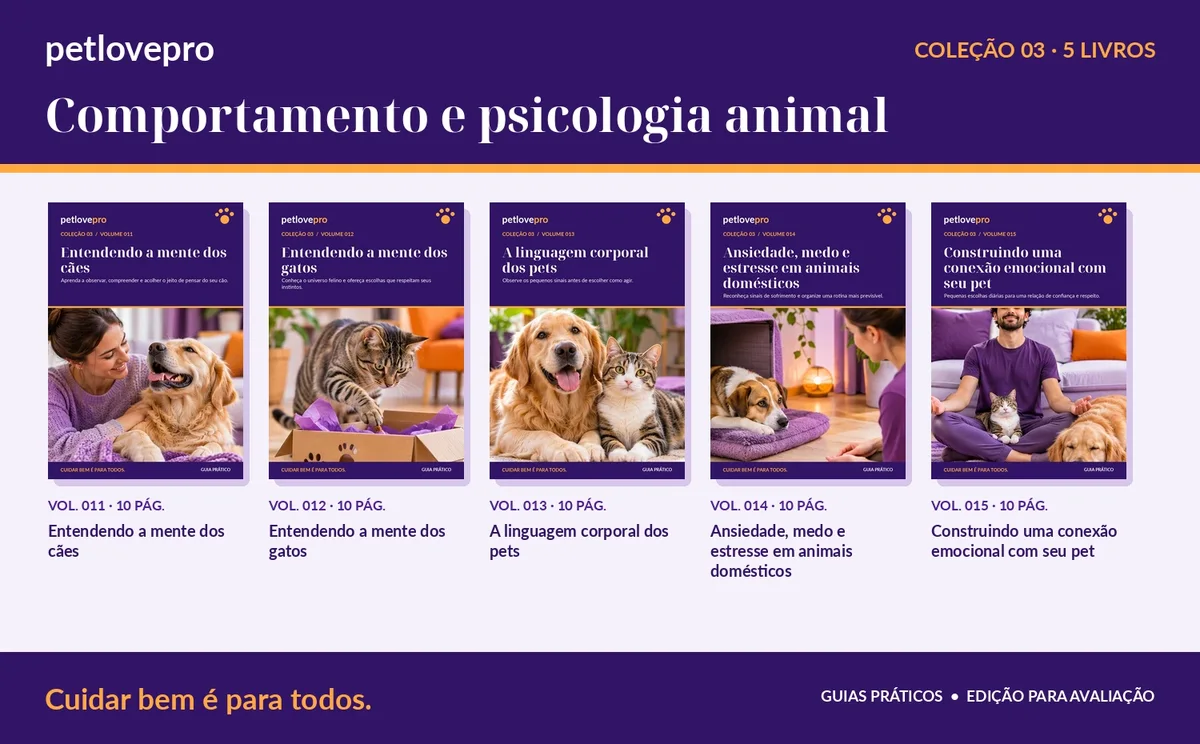 petlovepro
COLEÇÃO 03 · 5 LIVROS
Comportamento e psicologia animal
petlovepro
COLEÇÃO 03 / VOLUME 011
Entendendo a mente dos
cães
Aprenda a observar, compreender e acolher o jeito de pensar do seu cão.
CUIDAR BEM É PARA TODOS.
GUIA PRÁTICO
VOL. 011 · 10 PÁG.
Entendendo a mente dos
cães
petlovepro
COLEÇÃO 03 / VOLUME 012
Entendendo a mente dos
gatos
Conheça o universo felino e ofereça escolhas que respeitam seus
instintos.
CUIDAR BEM É PARA TODOS.
GUIA PRÁTICO
VOL. 012 · 10 PÁG.
Entendendo a mente dos
gatos
petlovepro
COLEÇÃO 03 / VOLUME 013
A linguagem corporal
dos pets
Observe os pequenos sinais antes de escolher como agir.
CUIDAR BEM É PARA TODOS.
GUIA PRÁTICO
VOL. 013 · 10 PÁG.
A linguagem corporal dos
pets
petlovepro
COLEÇÃO 03 / VOLUME 014
Ansiedade, medo e
estresse em animais
domésticos
Reconheça sinais de sofrimento e organize uma rotina mais previsível.
CUIDAR BEM É PARA TODOS.
GUIA PRÁTICO
VOL. 014 · 10 PÁG.
Ansiedade, medo e
estresse em animais
domésticos
petlovepro
COLEÇÃO 03 / VOLUME 015
Construindo uma
conexão emocional com
seu pet
Pequenas escolhas diárias para uma relação de confiança e respeito.
CUIDAR BEM É PARA TODOS.
GUIA PRÁTICO
VOL. 015 · 10 PÁG.
Construindo uma conexão
emocional com seu pet
Cuidar bem é para todos.
GUIAS PRÁTICOS • EDIÇÃO PARA AVALIAÇÃO